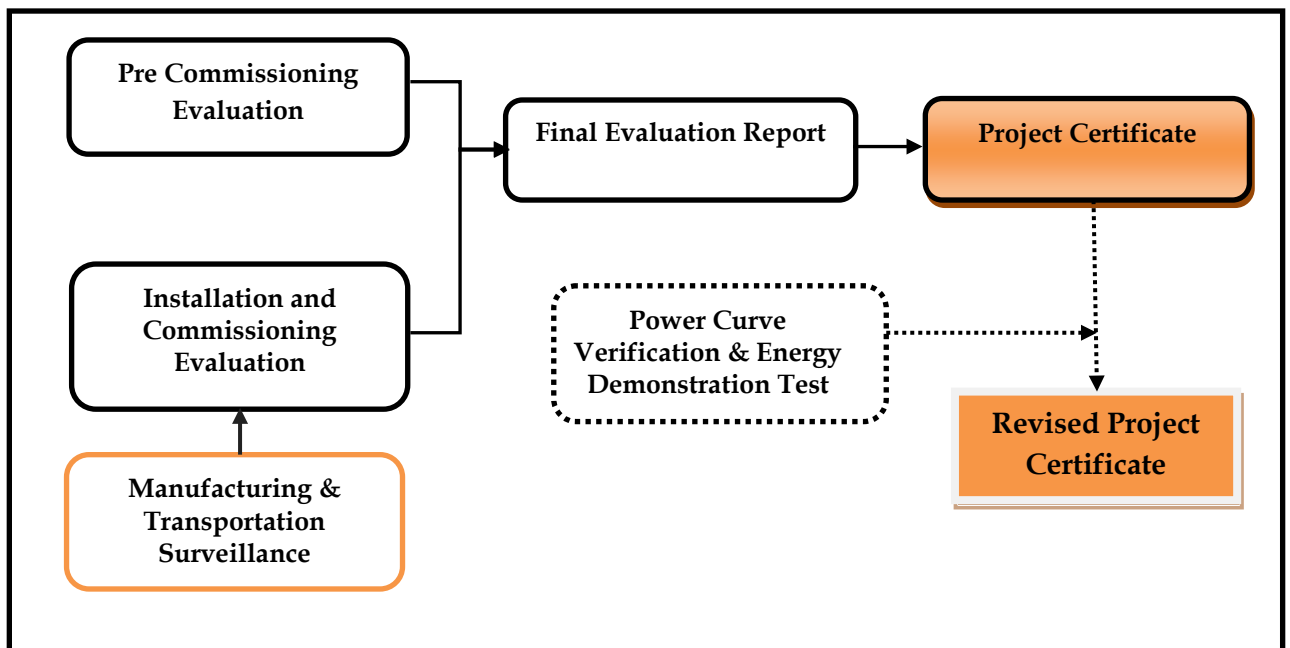 Pre Commissioning
Evaluation
Final Evaluation Report
Project Certificate
Installation and
Commissioning
Evaluation
Power Curve
Verification & Energy
Demonstration Test
Revised Project
Certificate
Manufacturing &
Transportation
Surveillance